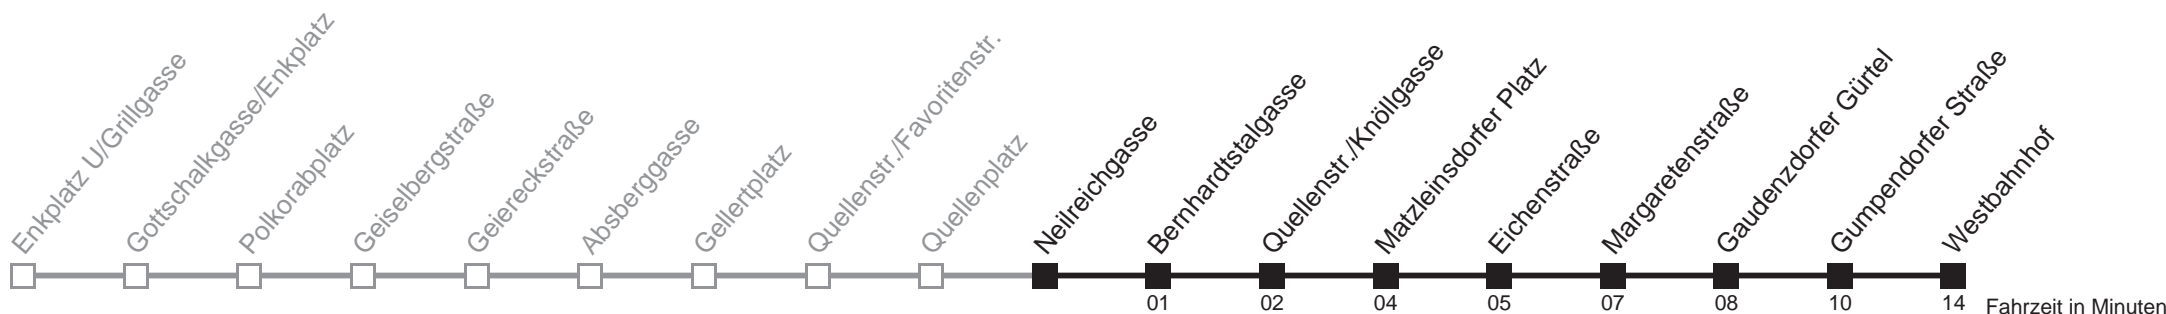 Enkplatz U/Grillgasse
Gottschalkgasse/Enkplatz
Polkorabplatz
Geiselbergstraße
Geiereckstraße
Absberggasse
Gellertplatz
Quellenstr./Favoritenstr.
Quellenplatz
Neilreichgasse
Bernhardtstalgasse
Quellenstr./Knöllgasse
Matzleinsdorfer Platz
Eichenstraße
Margaretenstraße
Gaudenzdorfer Gürtel
Gumpendorfer Straße
Westbahnhof
01 02 04 05 07 08 10 14 Fahrzeit in Minuten